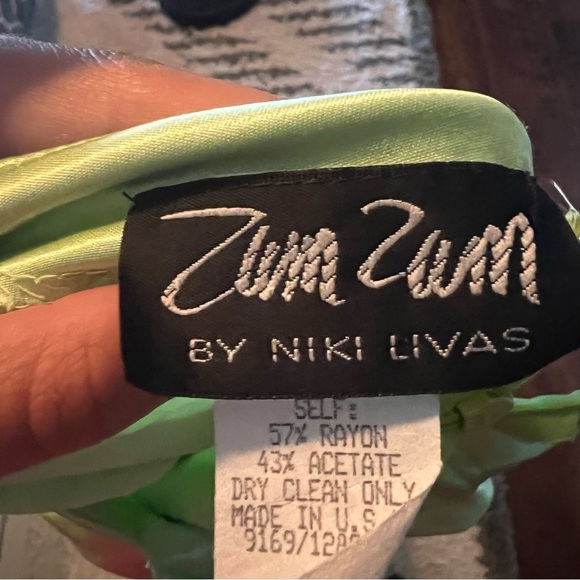 Zum Zum
BY NIKI LIVAS
SELF:
57% RAYON
43% ACETATE
DRY CLEAN ONLY
MADE IN U.S